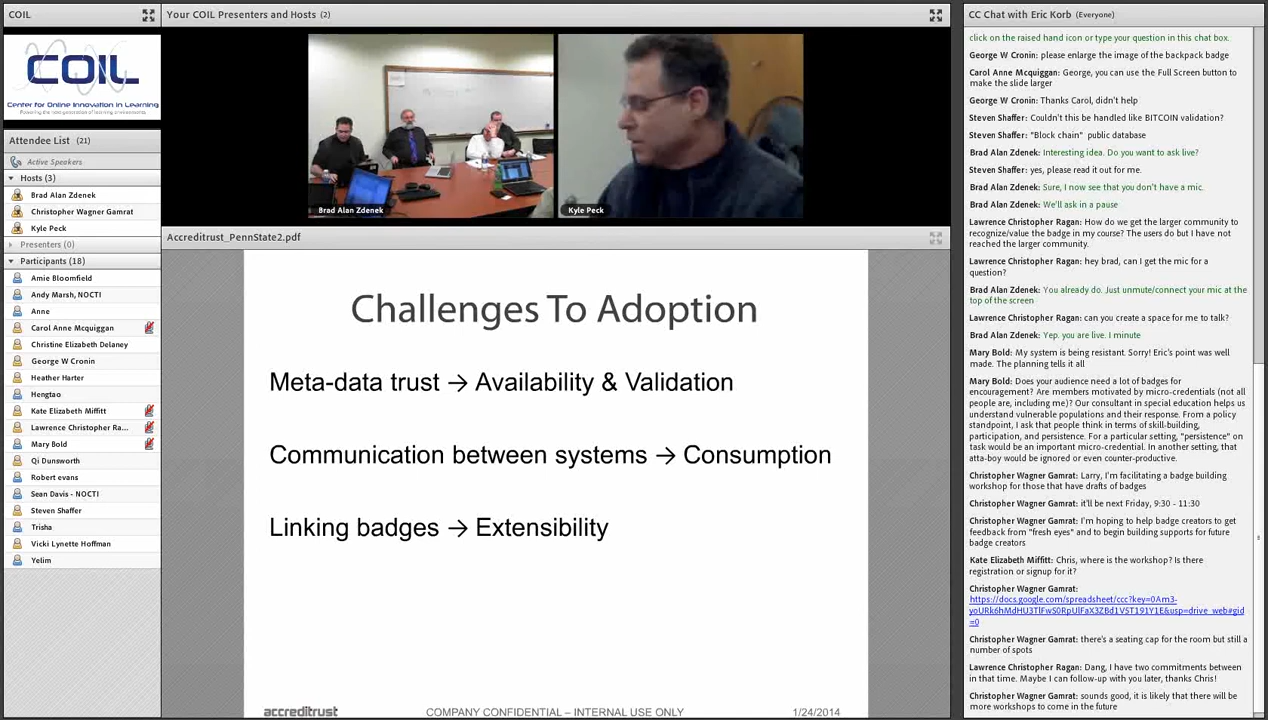 COIL
COIL
Center for Online Innovation in Learning
Attendee List (21)
Active Speakers
Hosts (3)
Brad Alan Zdenek
Christopher Wagner Gamrat
Kyle Peck
Presenters (0)
Participants (18)
Amie Bloomfield
Andy Marsh, NOCTI
Anne
Carol Anne Mcquiggan
Christine Elizabeth Delaney
George W Cronin
Heather Harter
Hengtao
Kate Elizabeth Miffitt
Lawrence Christopher Ra...
Mary Bold
Qi Dunsworth
Robert evans
Sean Davis - NOCTI
Steven Shaffer
Trisha
Vicki Lynette Hoffman
Yelim
Your COIL Presenters and Hosts (2)
Brad Alan Zdenek
Kyle Peck
Accreditrust_PennState2.pdf
Challenges To Adoption
Meta-data trust → Availability & Validation
Communication between systems → Consumption
Linking badges → Extensibility
accreditrust
COMPANY CONFIDENTIAL – INTERNAL USE ONLY
1/24/2014
CC Chat with Eric Korb (Everyone)
click on the raised hand icon or type your question in this chat box.
George W Cronin: please enlarge the image of the backpack badge
Carol Anne Mcquiggan: George, you can use the Full Screen button to
make the slide larger
George W Cronin: Thanks Carol, didn't help
Steven Shaffer: Couldn't this be handled like BITCOIN validation?
Steven Shaffer: "Block chain" public database
Brad Alan Zdenek: Interesting idea. Do you want to ask live?
Steven Shaffer: yes, please read it out for me.
Brad Alan Zdenek: Sure, I now see that you don't have a mic.
Brad Alan Zdenek: We'll ask in a pause
Lawrence Christopher Ragan: How do we get the larger community to
recognize/value the badge in my course? The users do but I have not
reached the larger community.
Lawrence Christopher Ragan: hey brad, can I get the mic for a
question?
Brad Alan Zdenek: You already do. Just unmute/connect your mic at the
top of the screen
Lawrence Christopher Ragan: can you create a space for me to talk?
Brad Alan Zdenek: Yep. you are live. I minute
Mary Bold: My system is being resistant. Sorry! Eric's point was well
made. The planning tells it all
Mary Bold: Does your audience need a lot of badges for
encouragement? Are members motivated by micro-credentials (not all
people are, including me)? Our consultant in special education helps us
understand vulnerable populations and their response. From a policy
standpoint, I ask that people think in terms of skill-building,
participation, and persistence. For a particular setting, "persistence" on
task would be an important micro-credential. In another setting, that
atta-boy would be ignored or even counter-productive.
Christopher Wagner Gamrat: Larry, I'm facilitating a badge building
workshop for those that have drafts of badges
Christopher Wagner Gamrat: it'll be next Friday, 9:30 - 11:30
Christopher Wagner Gamrat: I'm hoping to help badge creators to get
feedback from "fresh eyes" and to begin building supports for future
badge creators
Kate Elizabeth Miffitt: Chris, where is the workshop? Is there
registration or signup for it?
Christopher Wagner Gamrat:
https://docs.google.com/spreadsheet/ccc?key=0Am3-
yoURk6hMdHU3TlFwS0RpUlFaX3ZBd1V5T191Y1E&usp=drive_web#gid
=0
Christopher Wagner Gamrat: there's a seating cap for the room but still a
number of spots
Lawrence Christopher Ragan: Dang, I have two commitments between
in that time. Maybe I can follow-up with you later, thanks Chris!
Christopher Wagner Gamrat: sounds good, it is likely that there will be
more workshops to come in the future